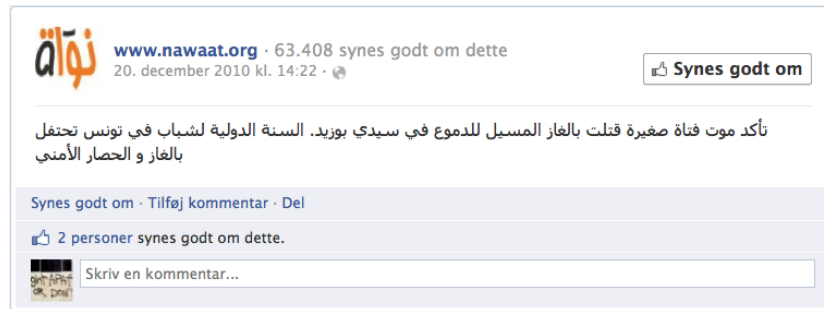 نواة
www.nawaat.org · 63.408 synes godt om dette
20. december 2010 kl. 14:22 ·
Synes godt om
تأكد موت فتاة صغيرة قتلت بالغاز المسيل للدموع في سيدي بوزيد. السنة الدولية لشباب في تونس تحتفل
بالغاز و الحصار الأمني
Synes godt om · Tilføj kommentar · Del
2 personer synes godt om dette.
Skriv en kommentar...